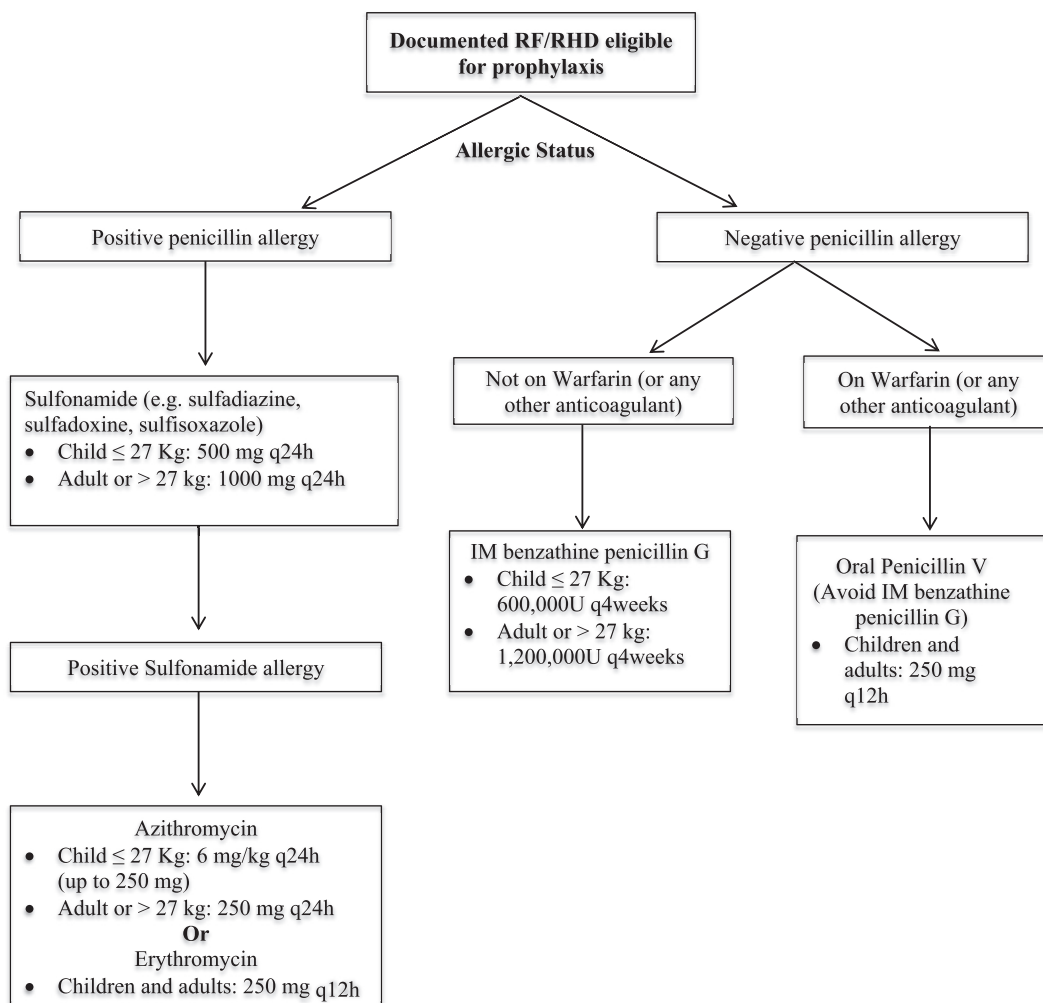 Documented RF/RHD eligible
for prophylaxis
Allergic Status
Positive penicillin allergy
Negative penicillin allergy
Sulfonamide (e.g. sulfadiazine,
sulfadoxine, sulfisoxazole)
• Child ≤ 27 Kg: 500 mg q24h
• Adult or > 27 kg: 1000 mg q24h
Not on Warfarin (or any
other anticoagulant)
On Warfarin (or any
other anticoagulant)
IM benzathine penicillin G
• Child ≤ 27 Kg:
600,000U q4weeks
• Adult or > 27 kg:
1,200,000U q4weeks
Oral Penicillin V
(Avoid IM benzathine
penicillin G)
• Children and
adults: 250 mg
q12h
Positive Sulfonamide allergy
Azithromycin
• Child ≤ 27 Kg: 6 mg/kg q24h
(up to 250 mg)
• Adult or > 27 kg: 250 mg q24h
Or
Erythromycin
• Children and adults: 250 mg q12h